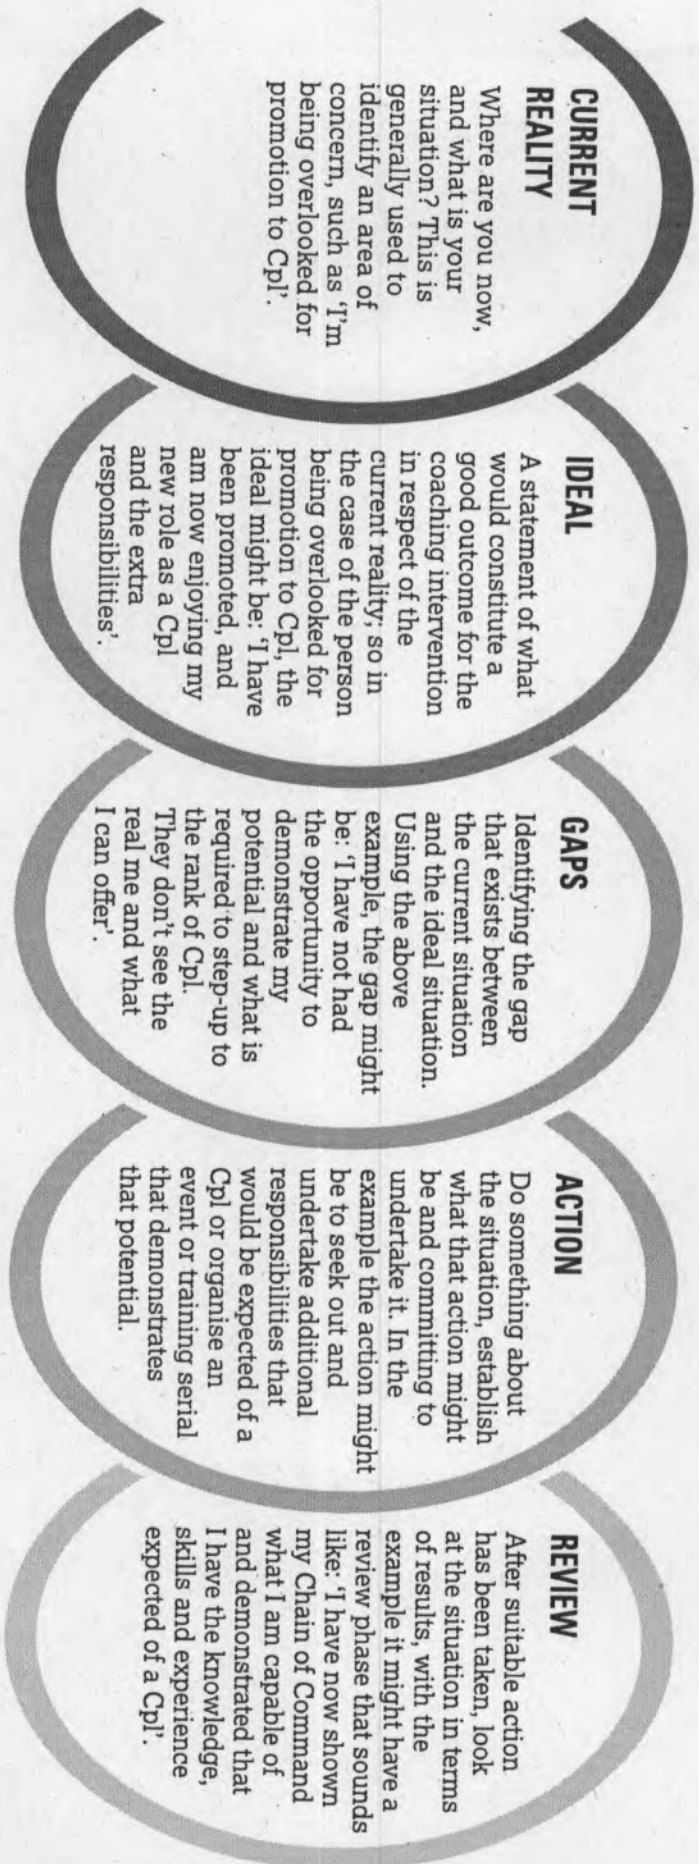 CURRENT
REALITY
Where are you now,
and what is your
situation? This is
generally used to
identify an area of
concern, such as 'I'm
being overlooked for
promotion to Cpl'.
IDEAL
A statement of what
would constitute a
good outcome for the
coaching intervention
in respect of the
current reality; so in
the case of the person
being overlooked for
promotion to Cpl, the
ideal might be: 'I have
been promoted, and
am now enjoying my
new role as a Cpl
and the extra
responsibilities'.
GAPS
Identifying the gap
that exists between
the current situation
and the ideal situation.
Using the above
example, the gap might
be: 'I have not had
the opportunity to
demonstrate my
potential and what is
required to step-up to
the rank of Cpl.
They don't see the
real me and what
I can offer'.
ACTION
Do something about
the situation, establish
what that action might
be and committing to
undertake it. In the
example the action might
be to seek out and
undertake additional
responsibilities that
would be expected of a
Cpl or organise an
event or training serial
that demonstrates
that potential.
REVIEW
After suitable action
has been taken, look
at the situation in terms
of results, with the
example it might have a
review phase that sounds
like: 'I have now shown
my Chain of Command
what I am capable of
and demonstrated that
I have the knowledge,
skills and experience
expected of a Cpl'.